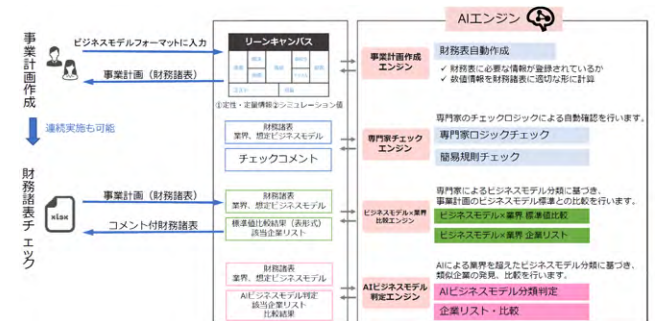 AIエンジン
事業計画作成
ビジネスモデルフォーマットに入力
事業計画（財務諸表）
連続実施も可能
リーンキャンパス
①定性・定量情報②シミュレーション値
事業計画作成
エンジン
財務表自動作成
✓ 財務表に必要な情報が登録されているか
✓ 数値情報を財務諸表に適切な形に計算
財務諸表
業界、想定ビジネスモデル
チェックコメント
専門家チェック
エンジン
専門家のチェックロジックによる自動確認を行います。
専門家ロジックチェック
簡易規則チェック
財務諸表チェック
xlsx
事業計画（財務諸表）
コメント付財務諸表
財務諸表
業界、想定ビジネスモデル
標準値比較結果（表形式）
該当企業リスト
ビジネスモデル×業界
比較エンジン
専門家によるビジネスモデル分類に基づき、
事業計画のビジネスモデル標準との比較を行います。
ビジネスモデル×業界 標準値比較
ビジネスモデル×業界 企業リスト
財務諸表
業界、想定ビジネスモデル
AIビジネスモデル判定
該当企業リスト
比較結果
AIビジネスモデル
判定エンジン
AIによる業界を超えたビジネスモデル分類に基づき、
類似企業の発見、比較を行います。
AIビジネスモデル分類判定
企業リスト・比較